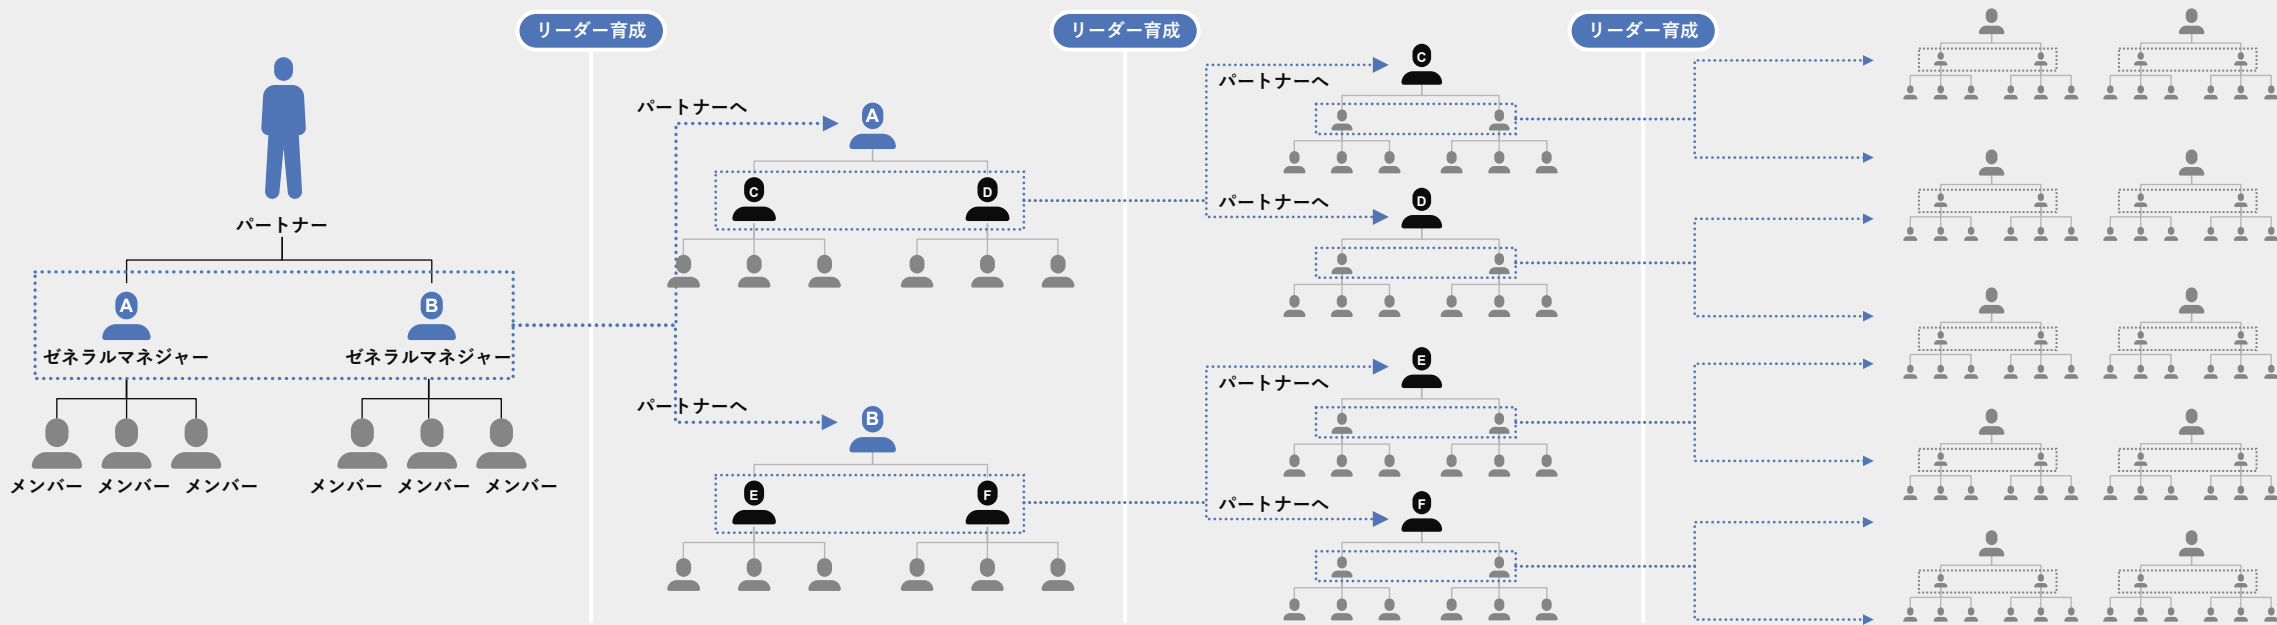 リーダー育成
リーダー育成
リーダー育成
パートナー
A
ゼネラルマネジャー
B
ゼネラルマネジャー
メンバー
メンバー
メンバー
メンバー
メンバー
メンバー
パートナーへ
A
C
D
パートナーへ
B
E
F
パートナーへ
C
パートナーへ
D
パートナーへ
E
パートナーへ
F